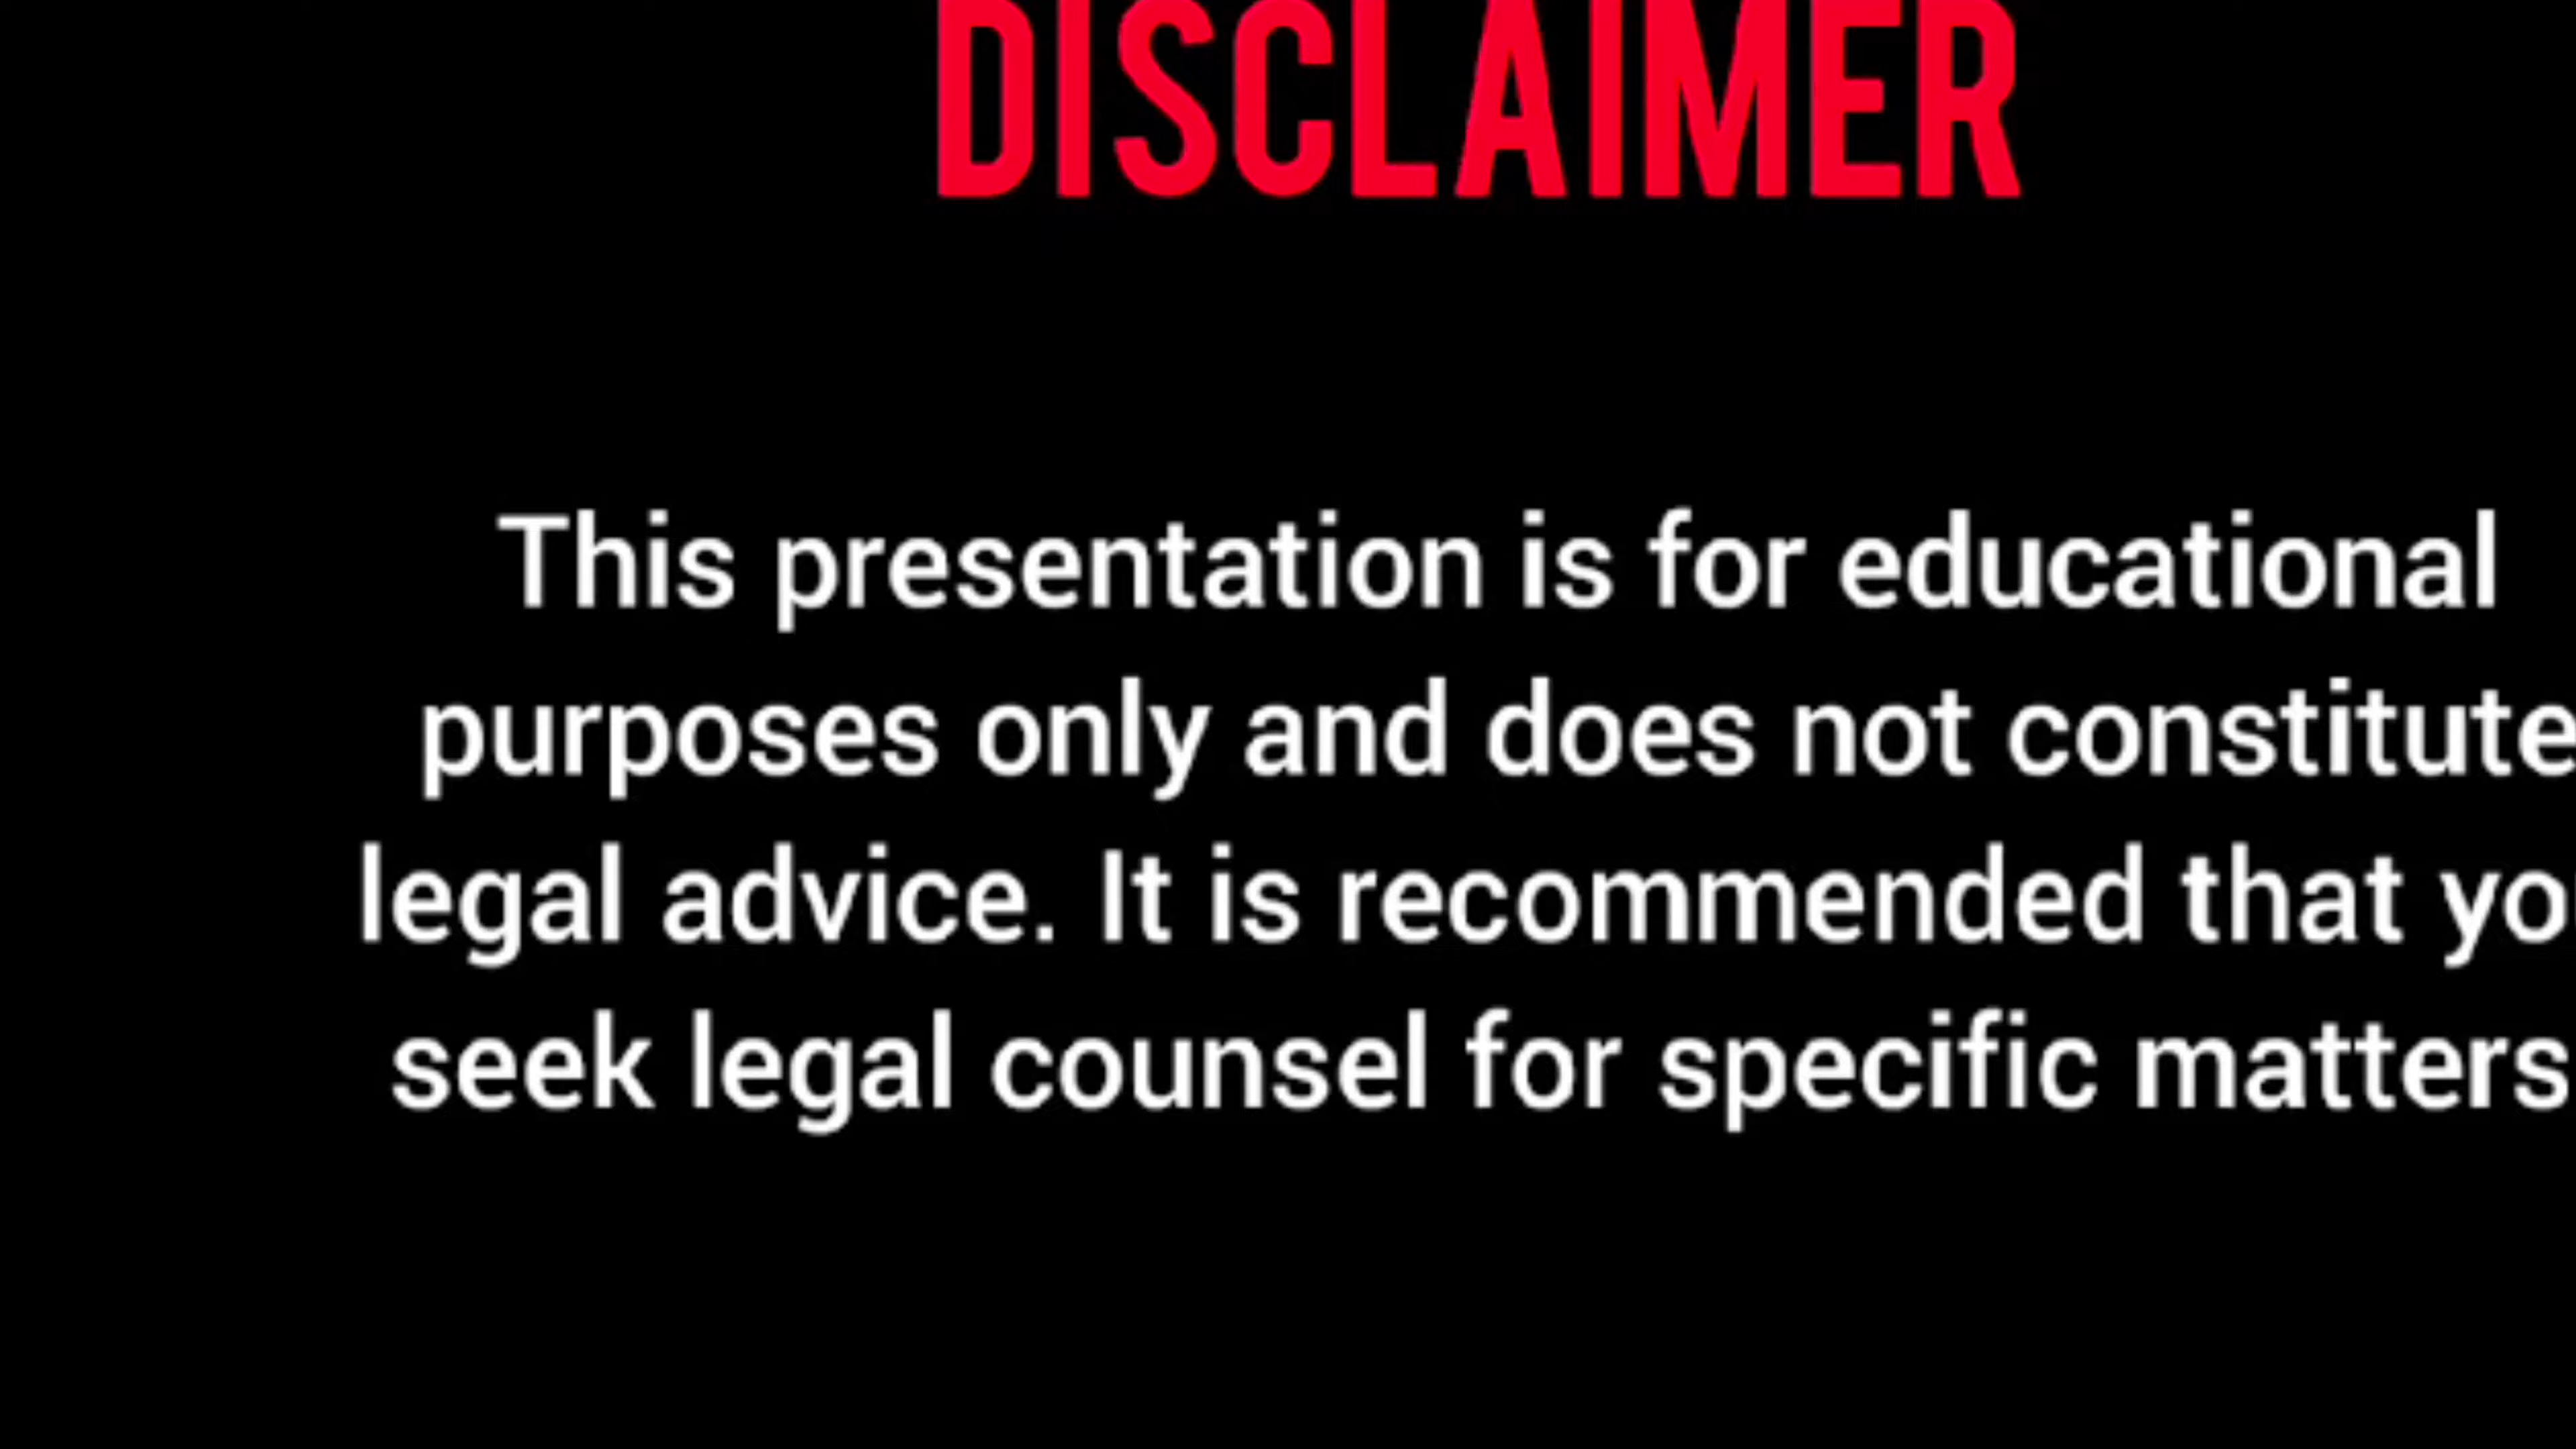 DISCLAIMER
This presentation is for educational
purposes only and does not constitute
legal advice. It is recommended that yo
seek legal counsel for specific matters